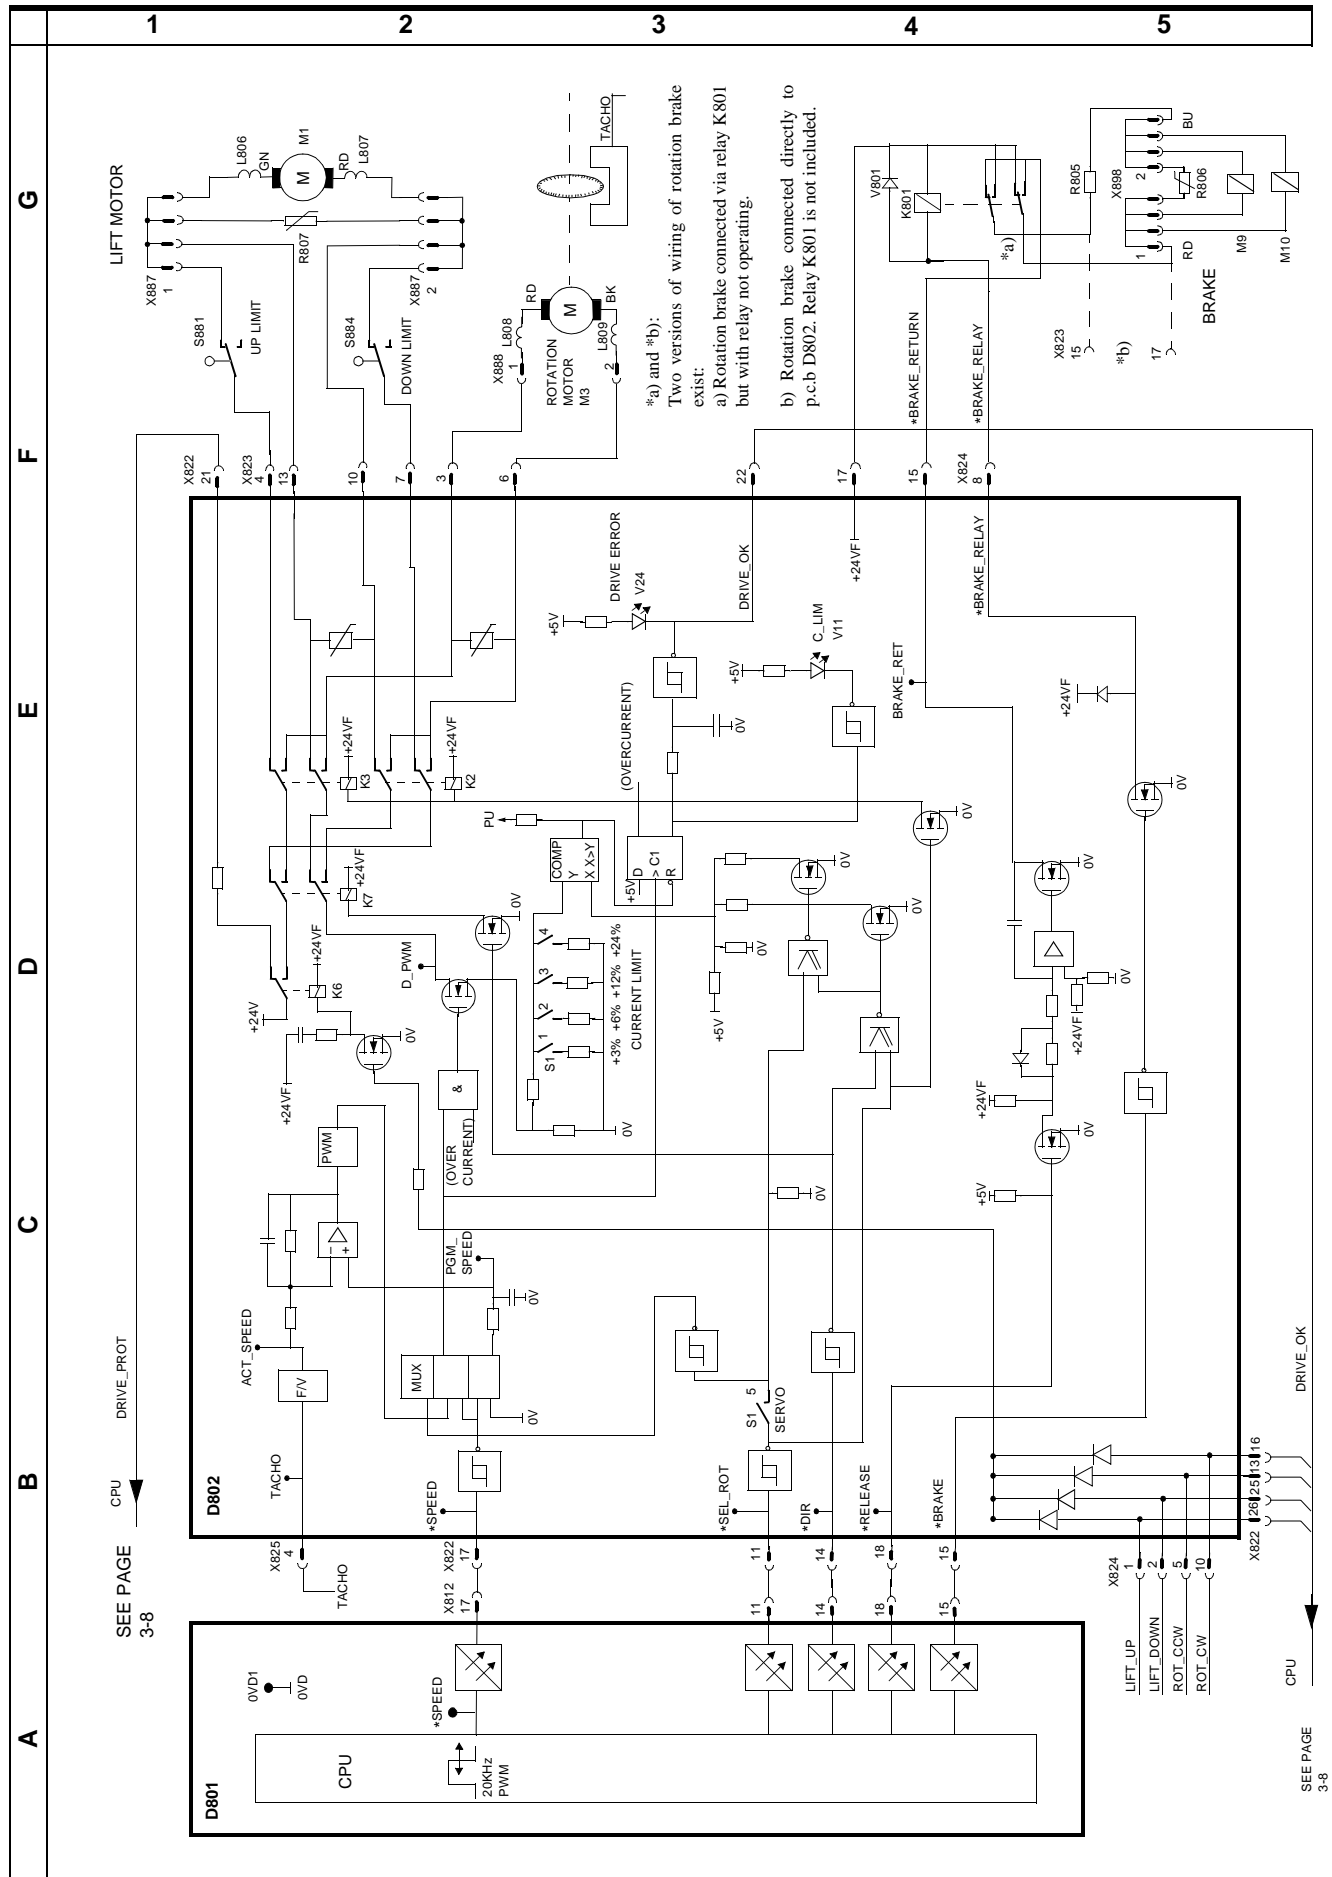 1
2
3
4
5
A
B
C
D
E
F
G
LIFT MOTOR
X887
1
L806
GN
M1
M
RD
L807
R807
X887
2
S881
UP LIMIT
S884
DOWN LIMIT
X888
1
L808
RD
M
BK
L809
2
ROTATION
MOTOR
M3
TACHO
*a) and *b):
Two versions of wiring of rotation brake
exist:
a) Rotation brake connected via relay K801
but with relay not operating.
b) Rotation brake connected directly to
p.c.b D802. Relay K801 is not included.
V801
K801
*a)
R805
X898
2
1
BU
R806
RD
M9
M10
BRAKE
X823
15
*b)
17
*BRAKE_RETURN
*BRAKE_RELAY
X822
21
X823
4
13
10
7
3
6
22
17
15
X824
8
DRIVE ERROR
V24
+5V
DRIVE_OK
C_LIM
V11
+5V
+24VF
*BRAKE_RELAY
BRAKE_RET
+24VF
0V
(OVERCURRENT)
0V
K3
+24VF
K2
+24VF
PU
COMP
Y
X X>Y
+5V
D
> C1
R
0V
0V
0V
0V
0V
K7
+24VF
K6
+24VF
+24V
+24VF
0V
D_PWM
0V
S1
1
2
3
4
+3% +6% +12% +24%
CURRENT LIMIT
0V
+5V
+24VF
0V
+24VF
0V
+5V
PWM
&
(OVER
CURRENT)
0V
PGM_
SPEED
0V
ACT_SPEED
F/V
MUX
0V
S1
5
SERVO
DRIVE_PROT
CPU
SEE PAGE
3-8
TACHO
D802
*SPEED
*SEL_ROT
*DIR
*RELEASE
*BRAKE
X825
4
TACHO
X822
17
X812
17
11
11
14
14
18
18
15
15
X824
1
2
5
10
X822
26
25
13
16
LIFT_UP
LIFT_DOWN
ROT_CCW
ROT_CW
DRIVE_OK
CPU
SEE PAGE
3-8
0VD1
0VD
*SPEED
CPU
20KHz
PWM
D801